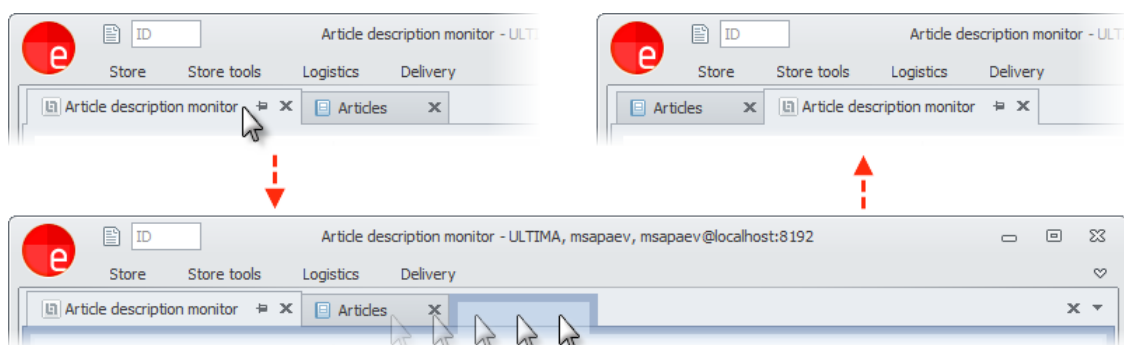 ID Article description monitor - ULT
Store Store tools Logistics Delivery
Article description monitor Articles
ID Article description monitor - ULT
Store Store tools Logistics Delivery
Articles Article description monitor
ID Article description monitor - ULTIMA, msapaev, msapaev@localhost:8192
Store Store tools Logistics Delivery
Article description monitor Articles